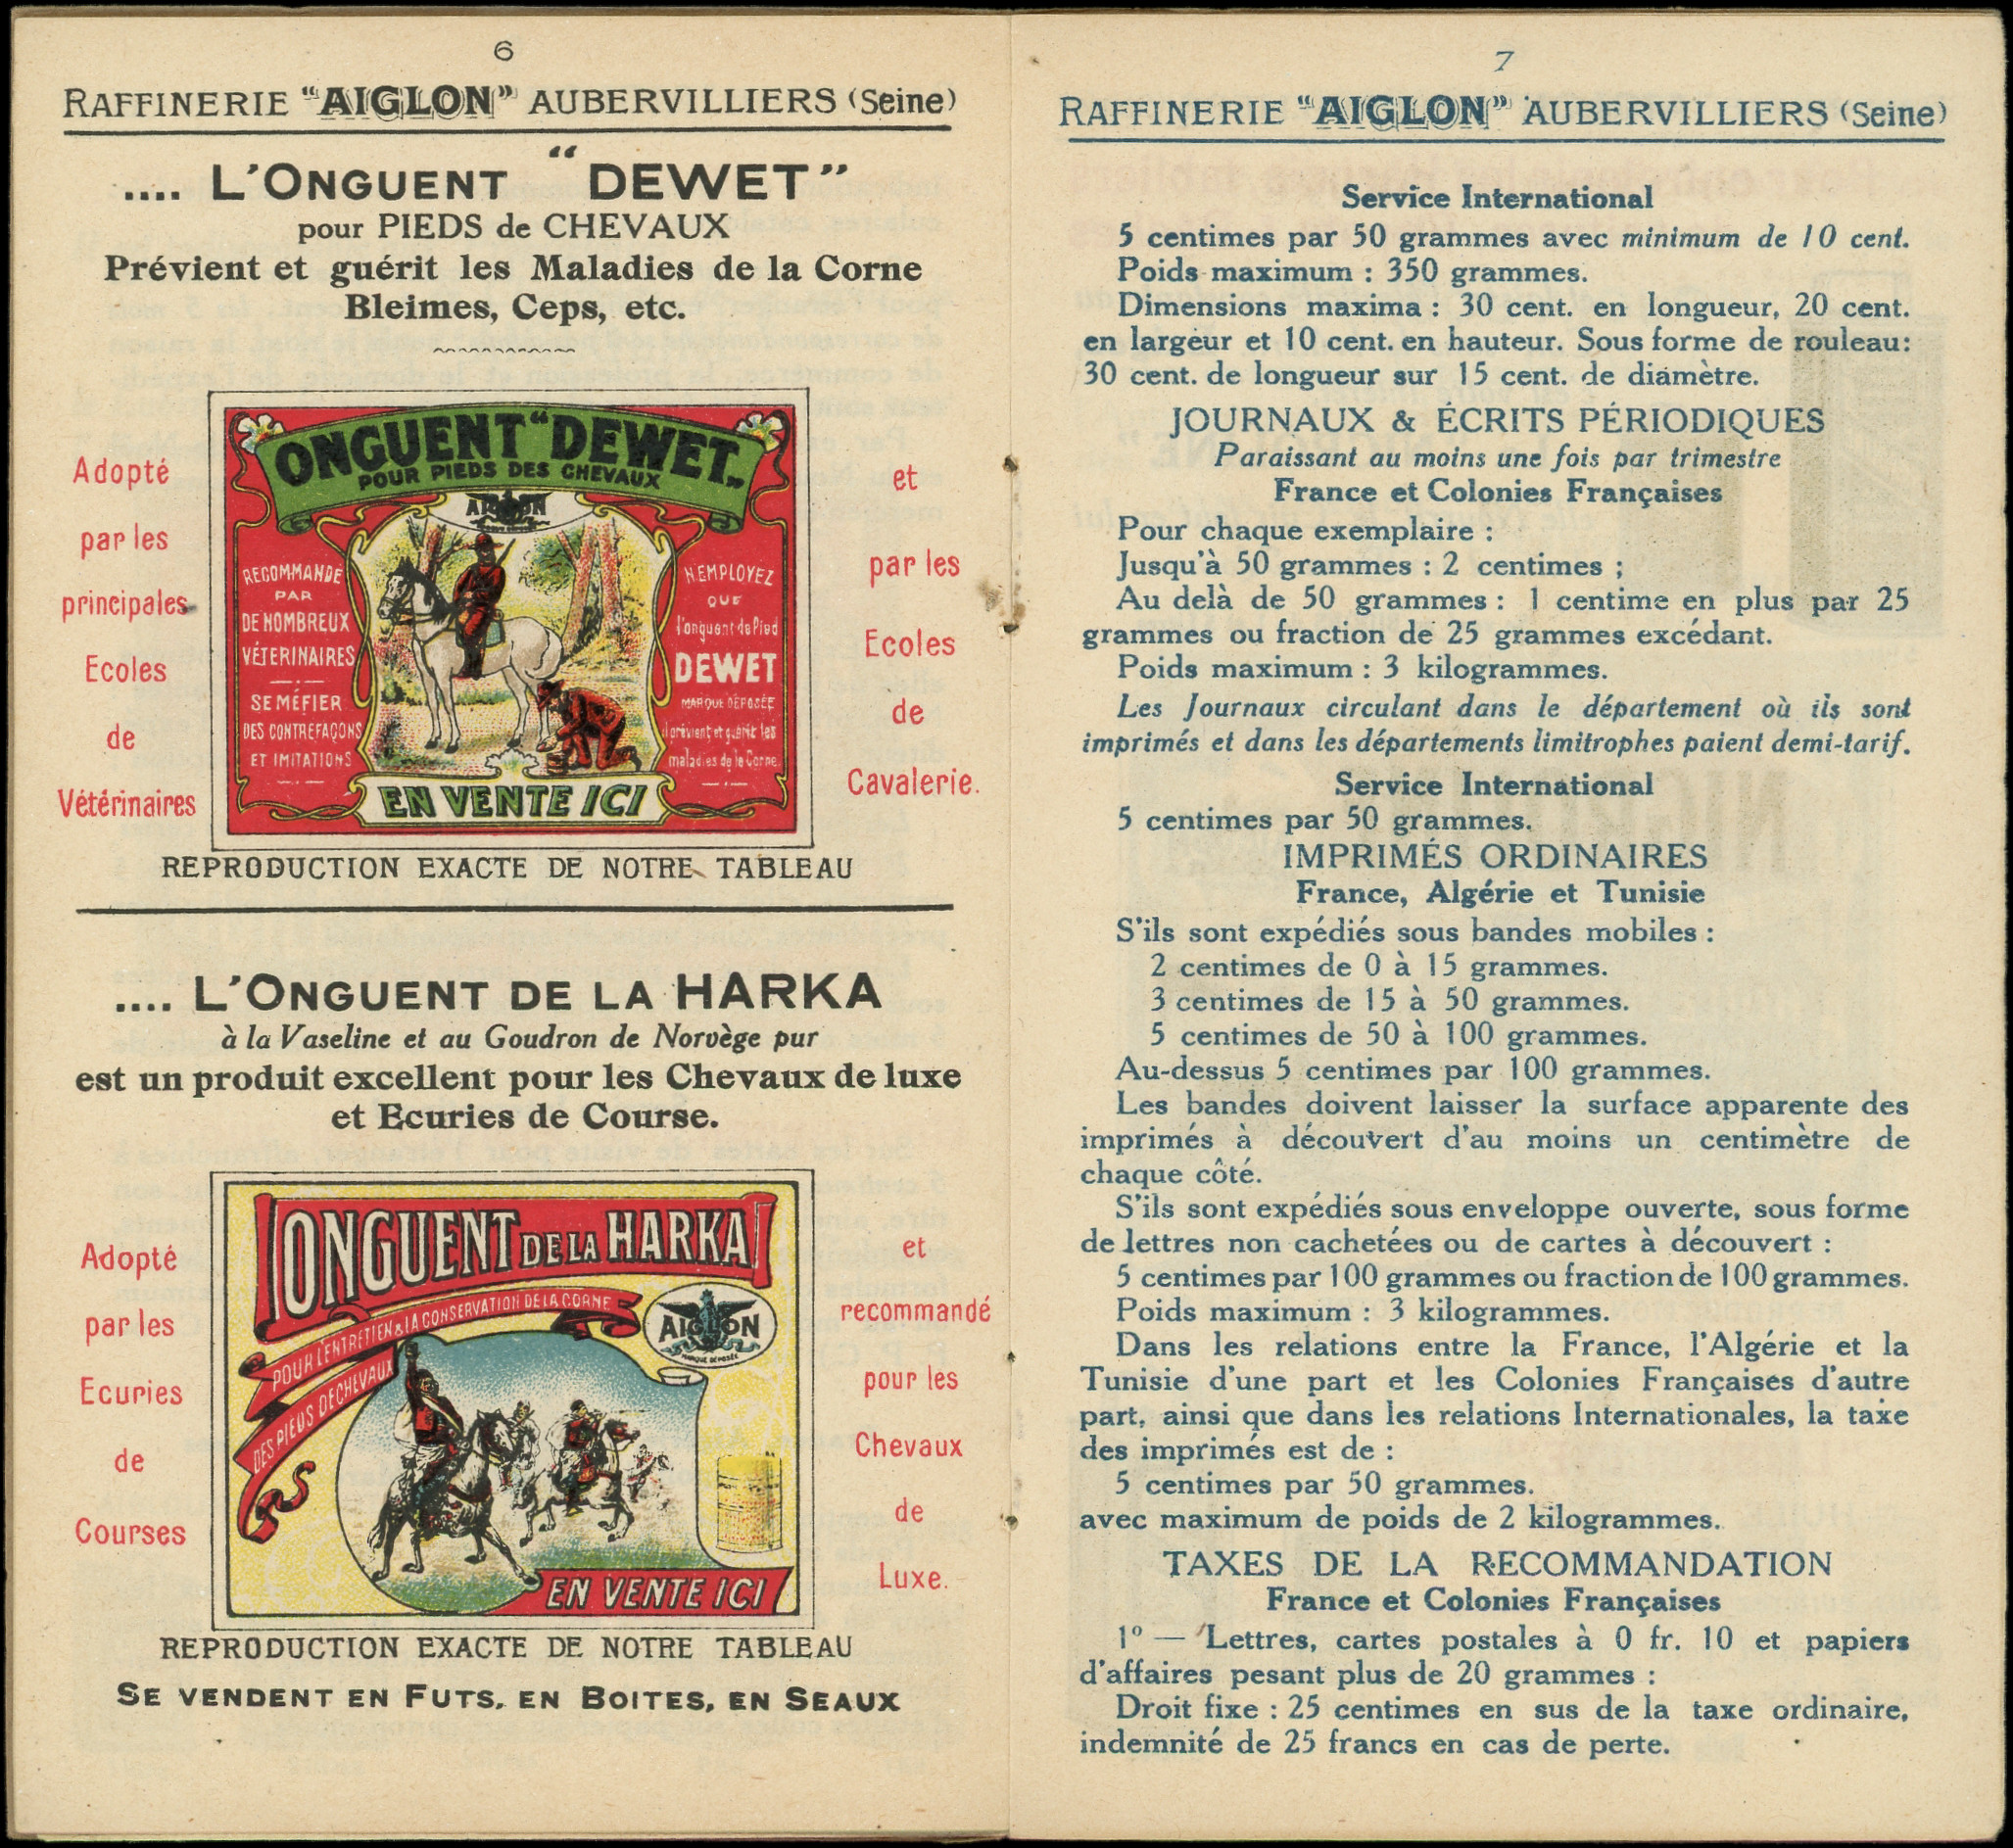 6
RAFFINERIE "AIGLON" AUBERVILLIERS (Seine)
.... L'ONGUENT "DEWET"
pour PIEDS de CHEVAUX
Prévient et guérit les Maladies de la Corne
Bleimes, Ceps, etc.
Adopté
par les
principales
Ecoles
de
Vétérinaires
ONGUENT "DEWET"
POUR PIEDS DES CHEVAUX
AIGLON
RECOMMANDÉ
PAR
DE NOMBREUX
VÉTERINAIRES
SE MÉFIER
DES CONTREFAÇONS
ET IMITATIONS
N'EMPLOYEZ
QUE
l'onguent de Pied
DEWET
MARQUE DÉPOSÉE
il prévient et guérit les
maladies de la Corne
EN VENTE ICI
et
par les
Ecoles
de
Cavalerie.
REPRODUCTION EXACTE DE NOTRE TABLEAU
.... L'ONGUENT DE LA HARKA
à la Vaseline et au Goudron de Norvège pur
est un produit excellent pour les Chevaux de luxe
et Ecuries de Course.
Adopté
par les
Ecuries
de
Courses
ONGUENT DE LA HARKA
POUR L'ENTRETIEN & LA CONSERVATION DE LA CORNE
DES PIEDS DE CHEVAUX
AIGLON
MARQUE DÉPOSÉE
EN VENTE ICI
et
recommandé
pour les
Chevaux
de
Luxe.
REPRODUCTION EXACTE DE NOTRE TABLEAU
SE VENDENT EN FUTS, EN BOITES, EN SEAUX
7
RAFFINERIE "AIGLON" AUBERVILLIERS (Seine)
Service International
5 centimes par 50 grammes avec minimum de 10 cent.
Poids maximum : 350 grammes.
Dimensions maxima : 30 cent. en longueur, 20 cent.
en largeur et 10 cent. en hauteur. Sous forme de rouleau:
30 cent. de longueur sur 15 cent. de diamètre.
JOURNAUX & ÉCRITS PÉRIODIQUES
Paraissant au moins une fois par trimestre
France et Colonies Françaises
Pour chaque exemplaire :
Jusqu'à 50 grammes : 2 centimes ;
Au delà de 50 grammes : 1 centime en plus par 25
grammes ou fraction de 25 grammes excédant.
Poids maximum : 3 kilogrammes.
Les Journaux circulant dans le département où ils sont
imprimés et dans les départements limitrophes paient demi-tarif.
Service International
5 centimes par 50 grammes.
IMPRIMÉS ORDINAIRES
France, Algérie et Tunisie
S'ils sont expédiés sous bandes mobiles :
2 centimes de 0 à 15 grammes.
3 centimes de 15 à 50 grammes.
5 centimes de 50 à 100 grammes.
Au-dessus 5 centimes par 100 grammes.
Les bandes doivent laisser la surface apparente des
imprimés à découvert d'au moins un centimètre de
chaque côté.
S'ils sont expédiés sous enveloppe ouverte, sous forme
de lettres non cachetées ou de cartes à découvert :
5 centimes par 100 grammes ou fraction de 100 grammes.
Poids maximum : 3 kilogrammes.
Dans les relations entre la France, l'Algérie et la
Tunisie d'une part et les Colonies Françaises d'autre
part, ainsi que dans les relations Internationales, la taxe
des imprimés est de :
5 centimes par 50 grammes.
avec maximum de poids de 2 kilogrammes.
TAXES DE LA RECOMMANDATION
France et Colonies Françaises
1º — Lettres, cartes postales à 0 fr. 10 et papiers
d'affaires pesant plus de 20 grammes :
Droit fixe : 25 centimes en sus de la taxe ordinaire,
indemnité de 25 francs en cas de perte.